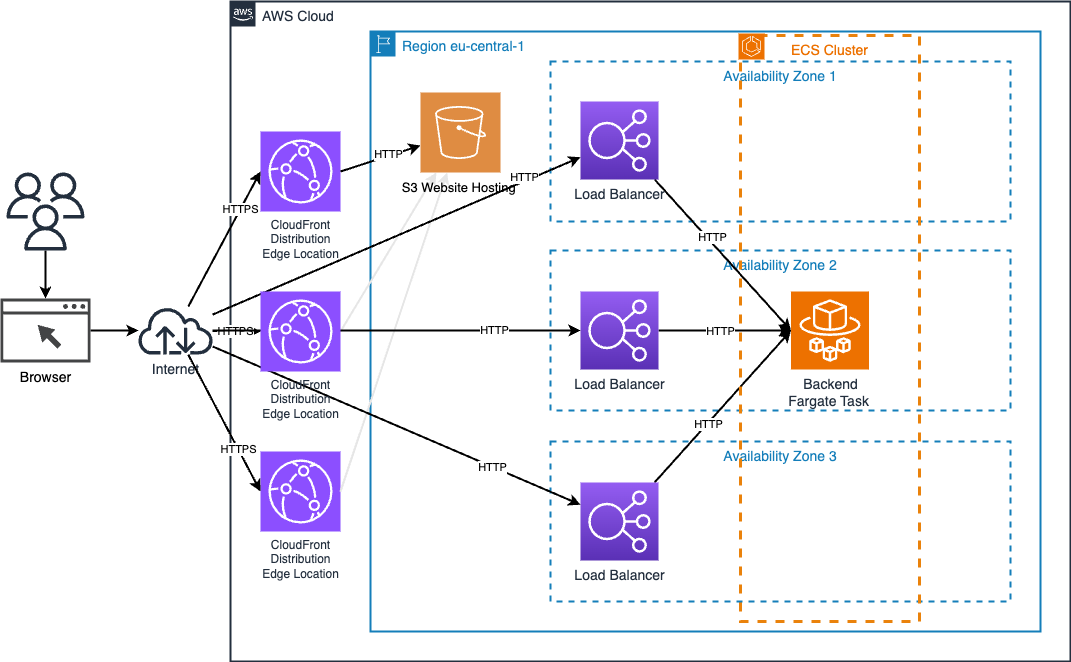 aws
AWS Cloud
Region eu-central-1
ECS Cluster
Availability Zone 1
HTTP
S3 Website Hosting
HTTP
Load Balancer
HTTPS
CloudFront
Distribution
Edge Location
HTTP
Availability Zone 2
HTTPS
HTTP
HTTP
Internet
Browser
CloudFront
Distribution
Edge Location
Load Balancer
Backend
Fargate Task
HTTP
HTTPS
HTTP
Availability Zone 3
CloudFront
Distribution
Edge Location
Load Balancer